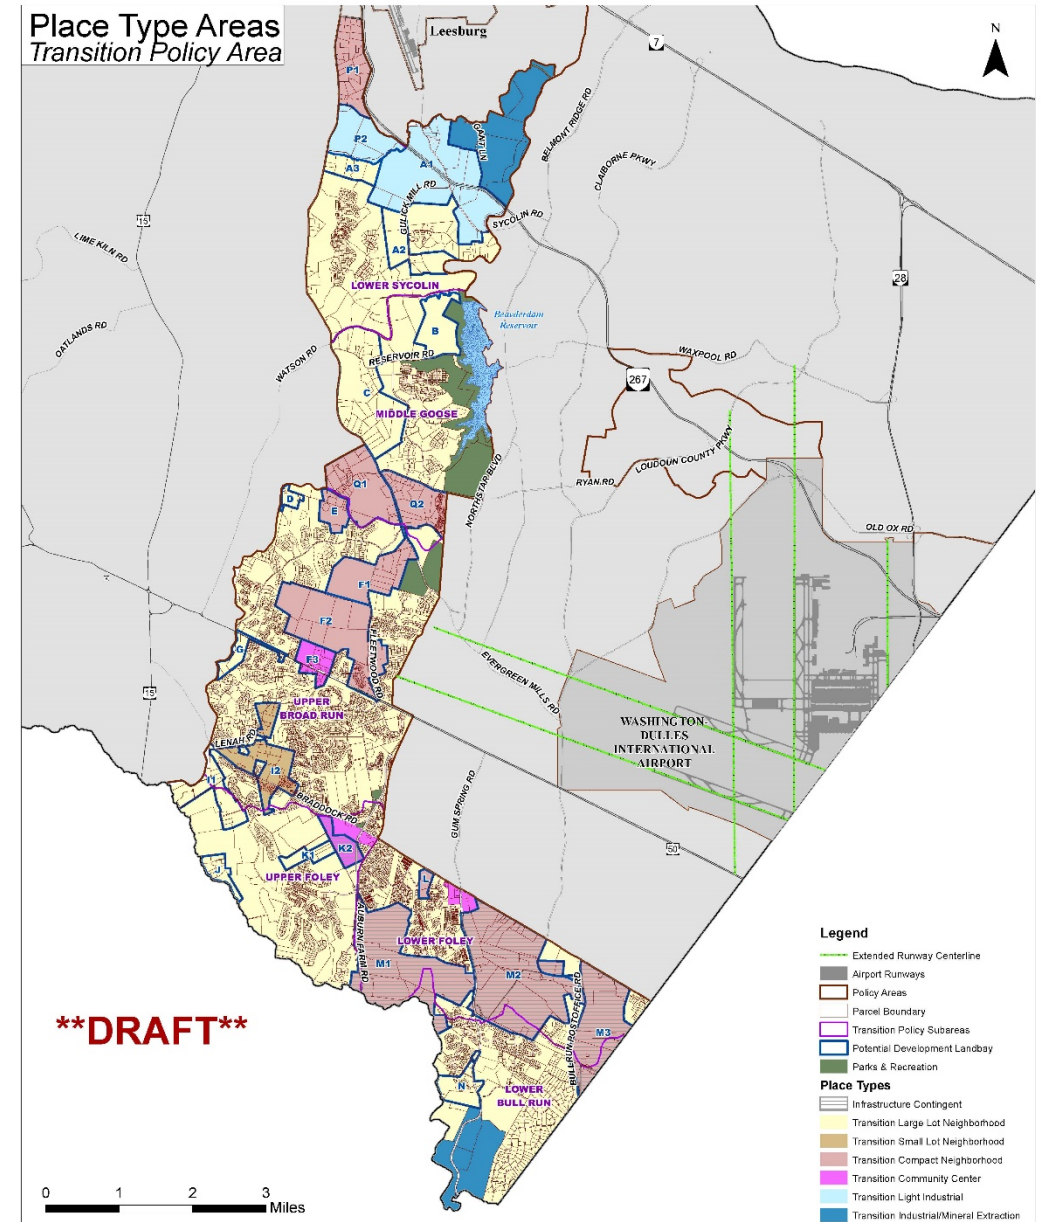 Place Type Areas
Transition Policy Area
Leesburg
7
N
P1
P2
A1
GANT LN
BELMONT RIDGE RD
CLAIBORNE PKWY
A3
GULICK MILL RD
SYCOLIN RD
15
LIME KILN RD
A2
28
LOWER SYCOLIN
Beaverdam
Reservoir
B
OATLANDS RD
WATSON RD
RESERVOIR RD
WAXPOOL RD
267
C
MIDDLE GOOSE
LOUDOUN COUNTY PKWY
NORTHSTAR BLVD
RYAN RD
Q1
Q2
D
E
OLD OX RD
F1
F2
FLEETWOOD RD
G
F3
EVERGREEN MILLS RD
15
UPPER
BROAD RUN
WASHINGTON
DULLES
INTERNATIONAL
AIRPORT
LENAH RD
I2
I1
BRADDOCK RD
GUM SPRING RD
50
K1
K2
J
UPPER FOLEY
L
AUBURN FARM RD
LOWER FOLEY
M1
M2
BULL RUN POST OFFICE RD
M3
N
LOWER
BULL RUN
**DRAFT**
Legend
Extended Runway Centerline
Airport Runways
Policy Areas
Parcel Boundary
Transition Policy Subareas
Potential Development Landbay
Parks & Recreation
Place Types
Infrastructure Contingent
Transition Large Lot Neighborhood
Transition Small Lot Neighborhood
Transition Compact Neighborhood
Transition Community Center
Transition Light Industrial
Transition Industrial/Mineral Extraction
0 1 2 3
Miles